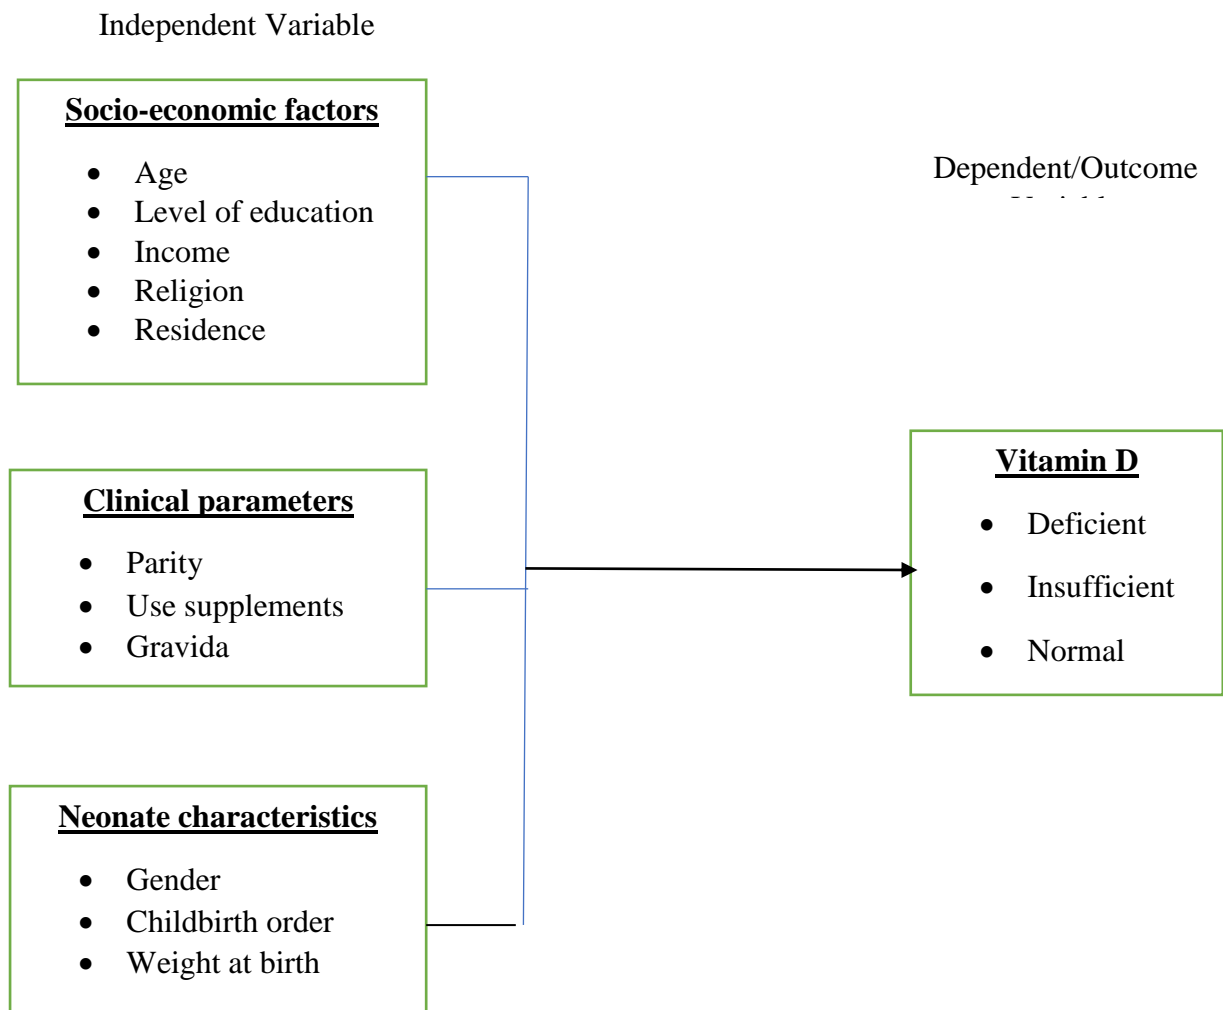 Independent Variable
Socio-economic factors
• Age
• Level of education
• Income
• Religion
• Residence
Dependent/Outcome
Clinical parameters
• Parity
• Use supplements
• Gravida
Vitamin D
• Deficient
• Insufficient
• Normal
Neonate characteristics
• Gender
• Childbirth order
• Weight at birth